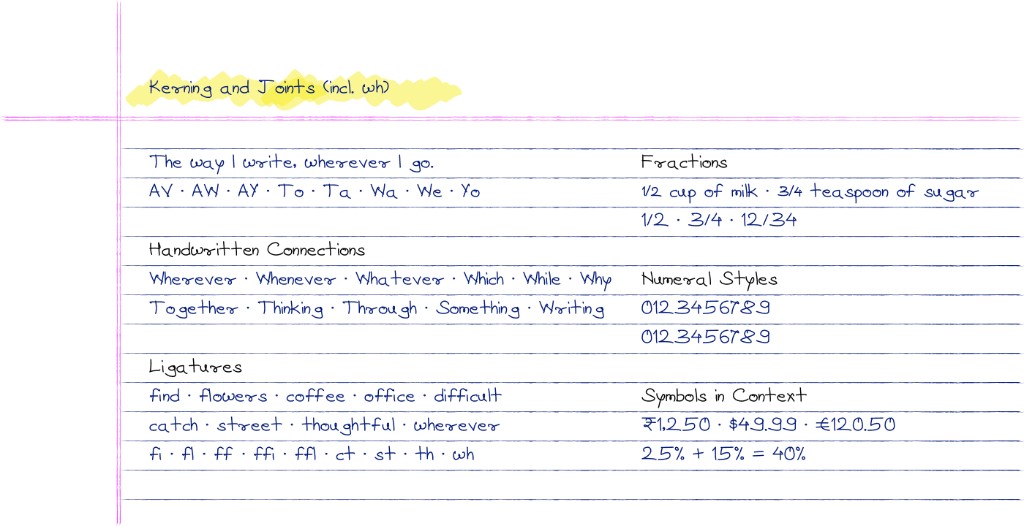 Kerning and Joints (incl. wh)
The way I write, wherever I go.
AV · AW · AY · To · Ta · Wa · We · Yo
Handwritten Connections
Wherever · Whenever · Whatever · Which · While · Why
Together · Thinking · Through · Something · Writing
Ligatures
find · flowers · coffee · office · difficult
catch · street · thoughtful · wherever
fi · fl · ff · ffi · ffl · ct · st · th · wh
Fractions
1/2 cup of milk · 3/4 teaspoon of sugar
1/2 · 3/4 · 12/34
Numeral Styles
0123456789
0123456789
Symbols in Context
₹1,250 · $49.99 · €120.50
25% + 15% = 40%